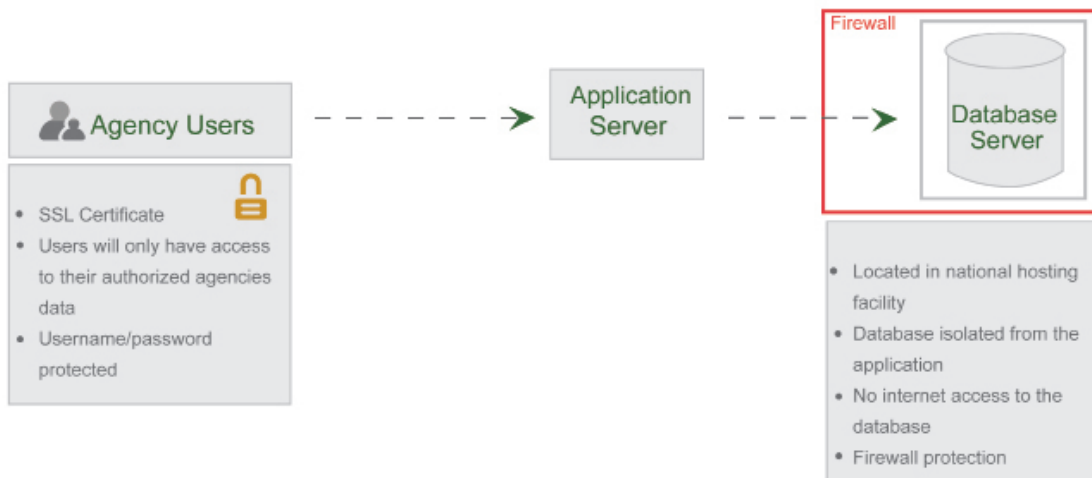 Firewall
Agency Users
Application
Server
Database
Server
• SSL Certificate
• Users will only have access
to their authorized agencies
data
• Username/password
protected
• Located in national hosting
facility
• Database isolated from the
application
• No internet access to the
database
• Firewall protection